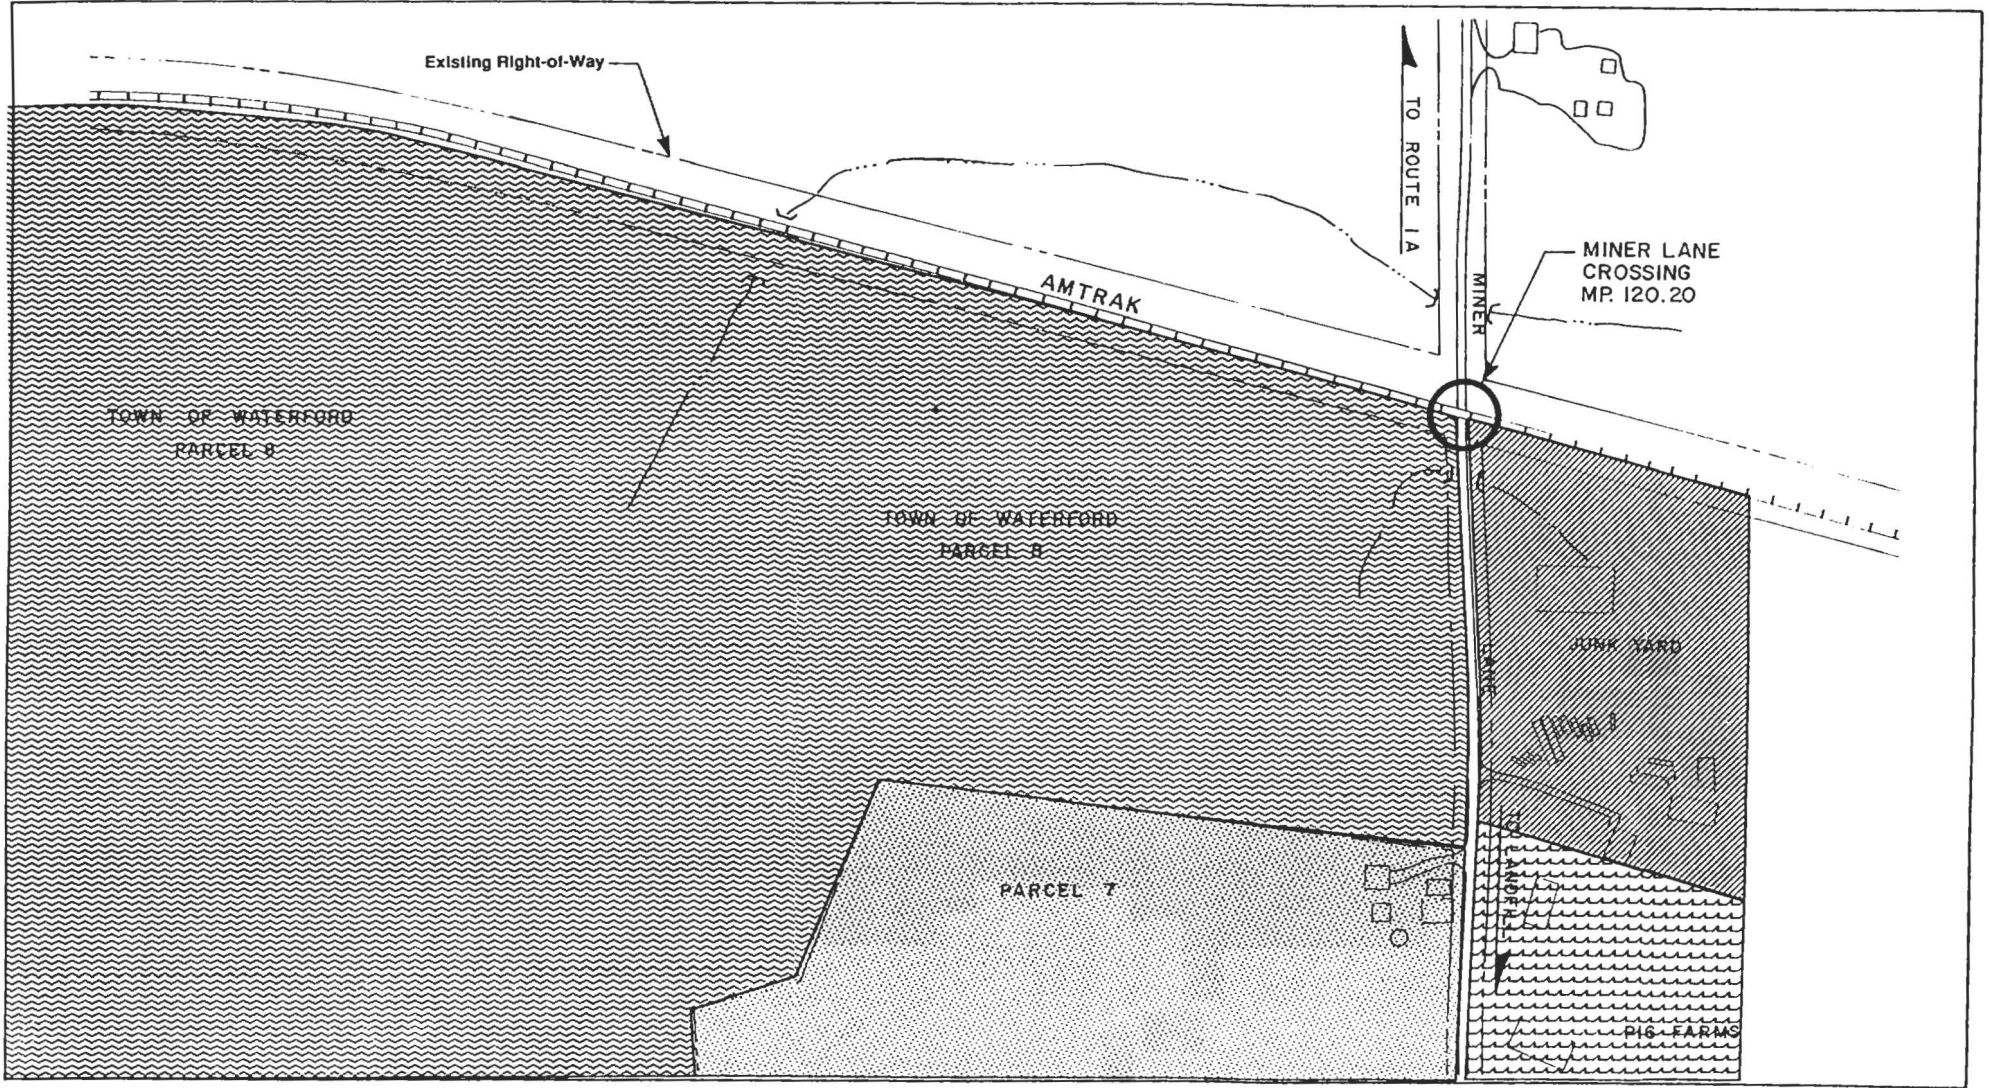 Existing Right-of-Way
TO ROUTE 1A
MINER LANE
CROSSING
MP. 120.20
MINER
AMTRAK
TOWN OF WATERFORD
PARCEL 8
TOWN OF WATERFORD
PARCEL 8
JUNK YARD
LANE
TO LANDFILL
PARCEL 7
PIG FARMS